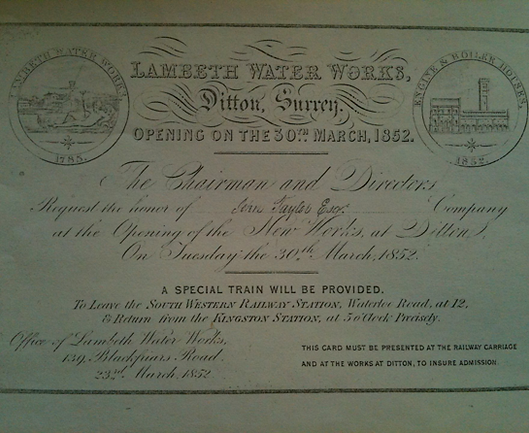 LAMBETH WATER WORKS
1785.
LAMBETH WATER WORKS,
Ditton, Surrey.
OPENING ON THE 30TH MARCH, 1852.
ENGINE & BOILER HOUSES,
1852.
The Chairman and Directors
Request the honor of John Taylor Esqr. Company
at the Opening of the New Works, at Ditton,
On Tuesday the 30th March, 1852.
A SPECIAL TRAIN WILL BE PROVIDED.
To Leave the SOUTH WESTERN RAILWAY STATION, Waterloo Road, at 12,
& Return from the KINGSTON STATION, at 5 o'Clock Precisely.
Office of Lambeth Water Works,
139, Blackfriars Road.
23rd March, 1852
THIS CARD MUST BE PRESENTED AT THE RAILWAY CARRIAGE
AND AT THE WORKS AT DITTON, TO INSURE ADMISSION.